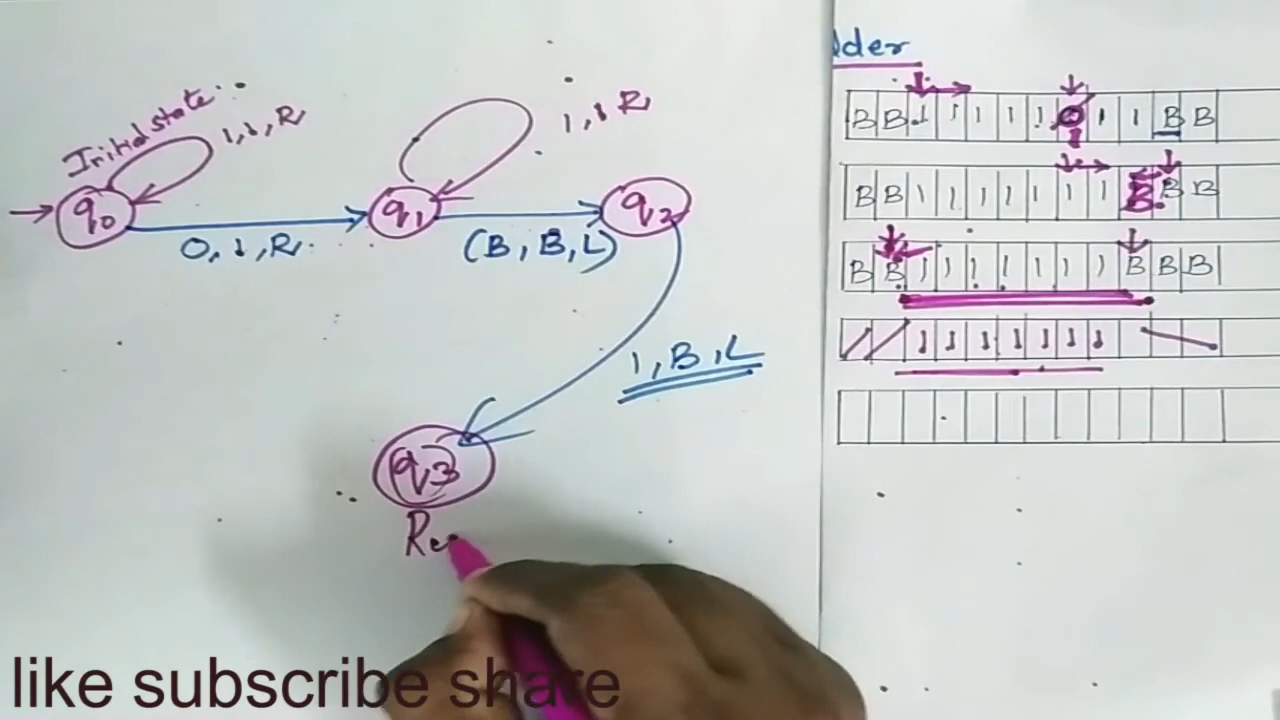 Initial state
1, 1, R
1, 1 R
q0
q1
q2
0, 1, R
(B, B, L)
1, B, L
q3
Re
like subscribe share
dder
B B 1 1 1 1 1 0 1 1 B B
B B 1 1 1 1 1 1 1 B B B
B B 1 1 1 1 1 1 1 B B B
1 1 1 1 1 1 1